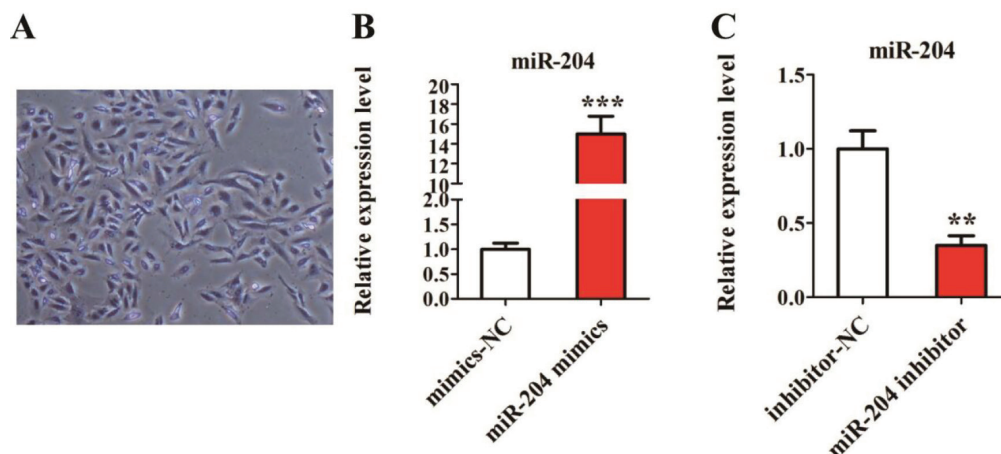 A
B
miR-204
Relative expression level
20
18
16
14
12
10
2.0
1.5
1.0
0.5
0.0
***
mimics-NC
miR-204 mimics
C
miR-204
Relative expression level
1.5
1.0
0.5
0.0
**
inhibitor-NC
miR-204 inhibitor